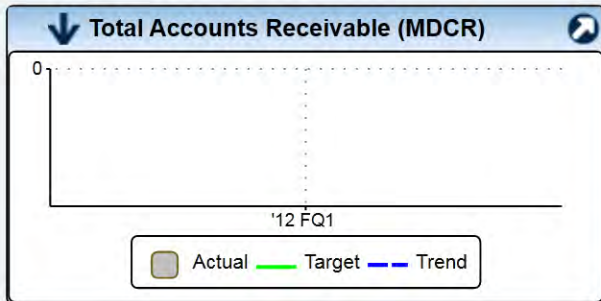 Total Accounts Receivable (MDCR)
0
'12 FQ1
Actual Target Trend